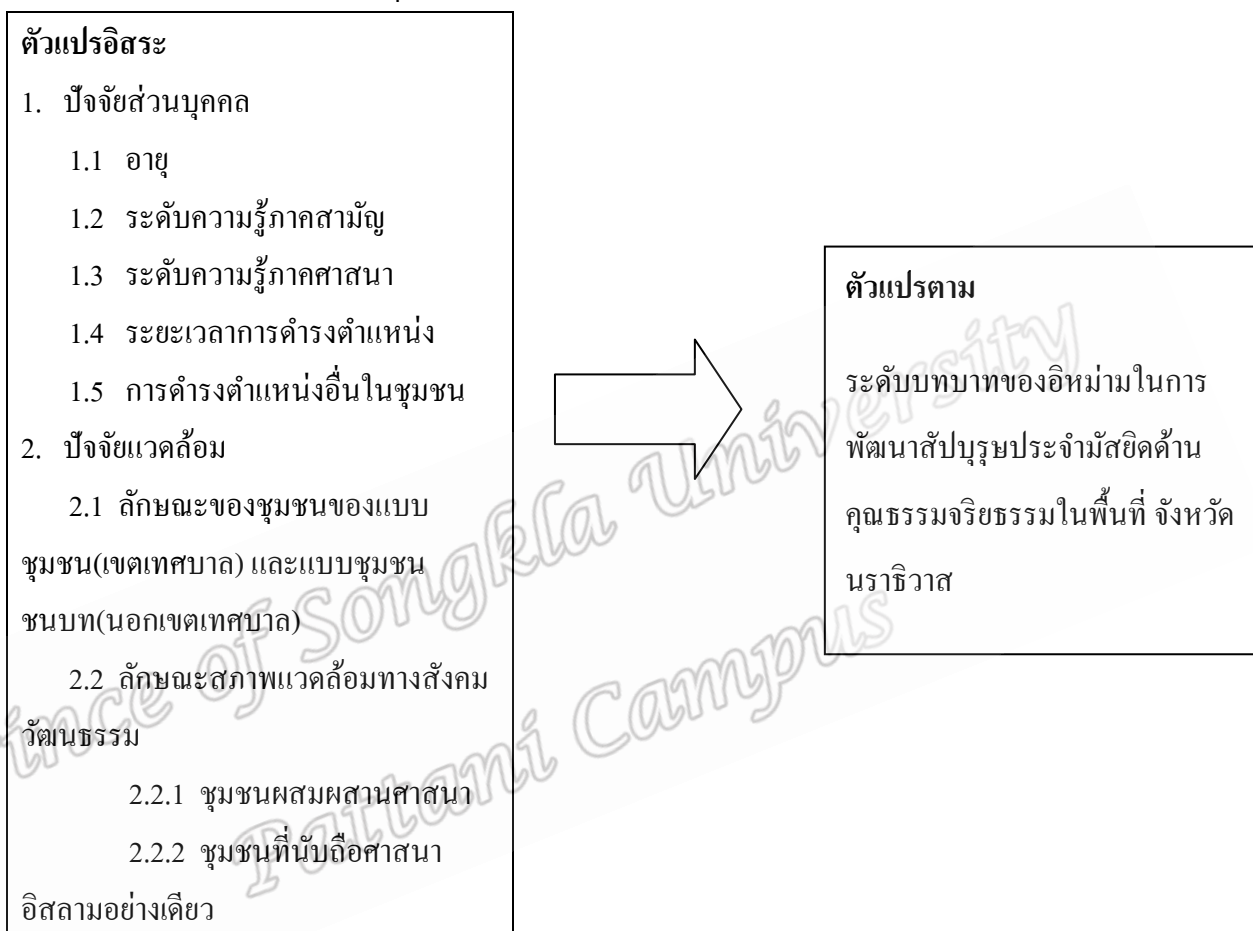 ตัวแปรอิสระ
1. ปัจจัยส่วนบุคคล
1.1 อายุ
1.2 ระดับความรู้ภาคสามัญ
1.3 ระดับความรู้ภาคศาสนา
1.4 ระยะเวลาการดำรงตำแหน่ง
1.5 การดำรงตำแหน่งอื่นในชุมชน
2. ปัจจัยแวดล้อม
2.1 ลักษณะของชุมชนของแบบ
ชุมชน(เขตเทศบาล) และแบบชุมชน
ชนบท(นอกเขตเทศบาล)
2.2 ลักษณะสภาพแวดล้อมทางสังคม
วัฒนธรรม
2.2.1 ชุมชนผสมผสานศาสนา
2.2.2 ชุมชนที่นับถือศาสนา
อิสลามอย่างเดียว
ตัวแปรตาม
ระดับบทบาทของอิหม่ามในการ
พัฒนาสัปบุรุษประจำมัสยิดด้าน
คุณธรรมจริยธรรมในพื้นที่ จังหวัด
นราธิวาส
ince of Songkla University
Pattani Campus